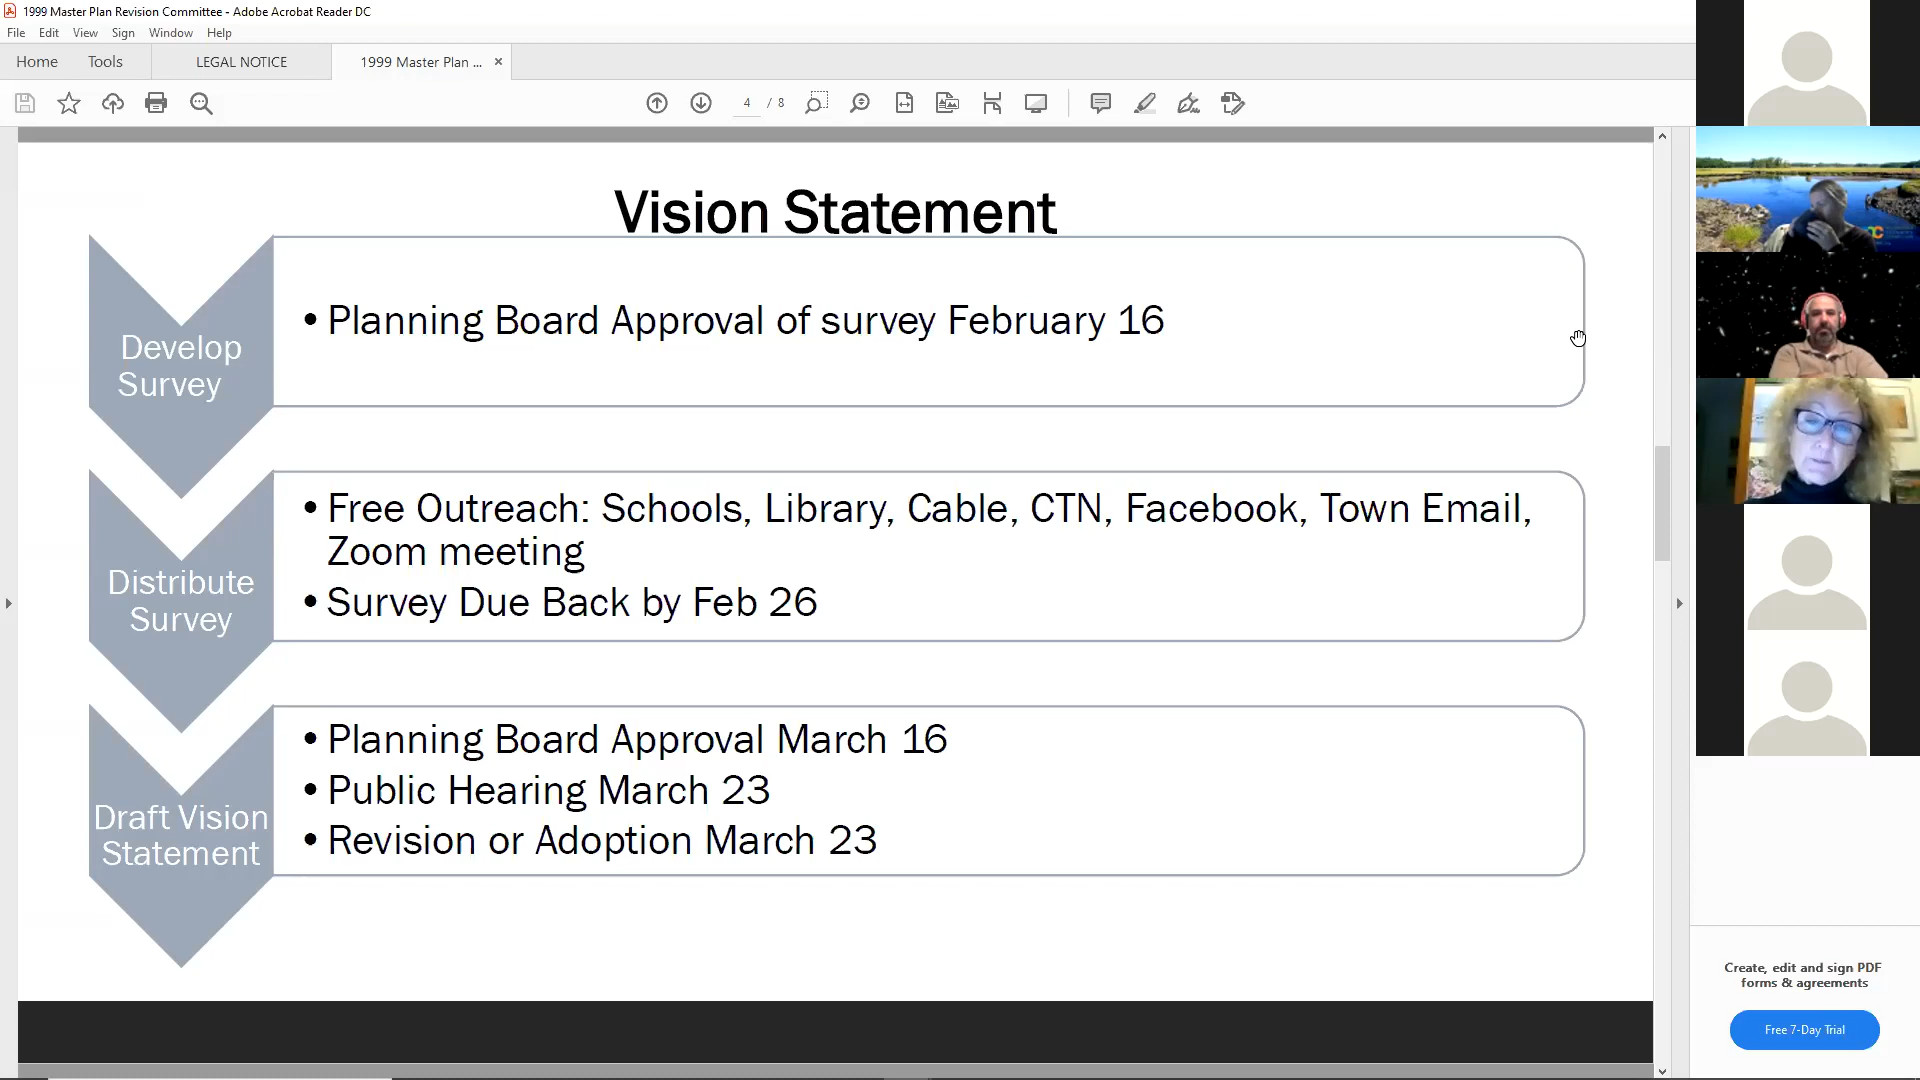 1999 Master Plan Revision Committee - Adobe Acrobat Reader DC
File Edit View Sign Window Help
Home Tools LEGAL NOTICE 1999 Master Plan ... ×
4 / 8
Vision Statement
Develop
Survey
• Planning Board Approval of survey February 16
Distribute
Survey
• Free Outreach: Schools, Library, Cable, CTN, Facebook, Town Email,
Zoom meeting
• Survey Due Back by Feb 26
Draft Vision
Statement
• Planning Board Approval March 16
• Public Hearing March 23
• Revision or Adoption March 23
Create, edit and sign PDF
forms & agreements
Free 7-Day Trial